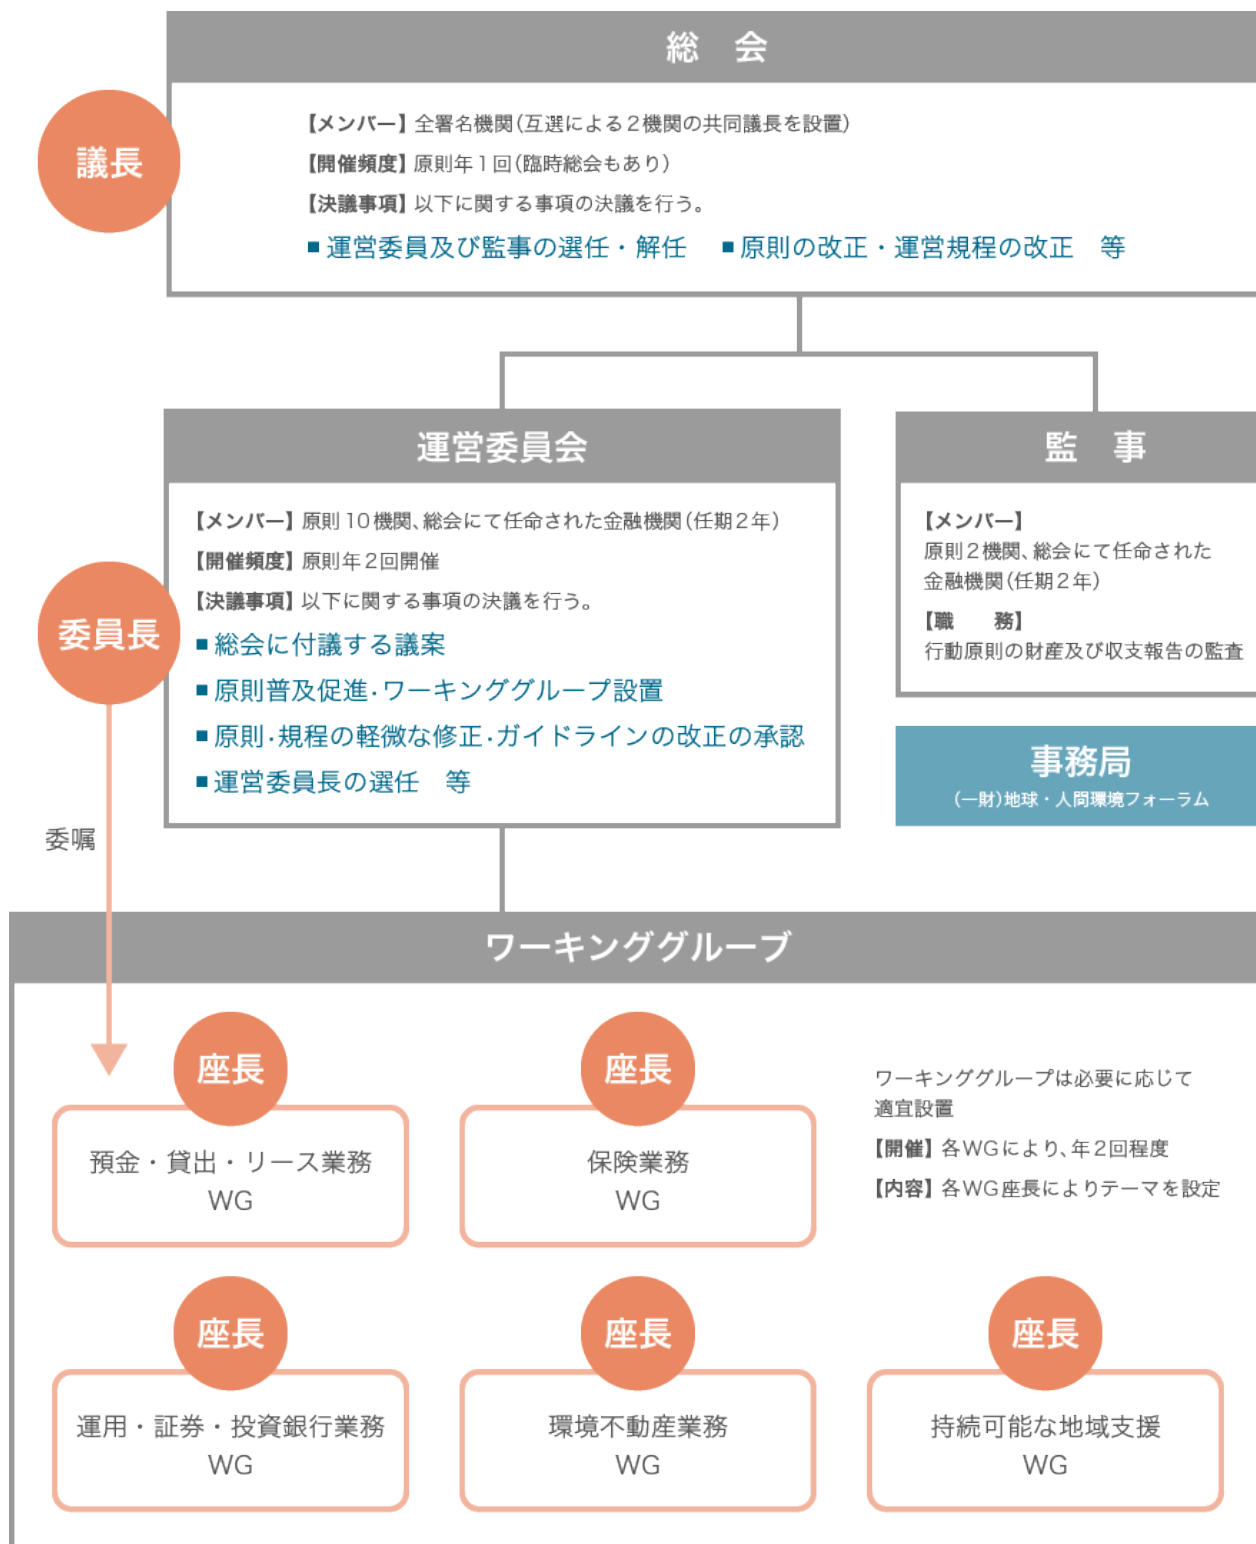 総　会
議長
【メンバー】全署名機関(互選による2機関の共同議長を設置)
【開催頻度】原則年1回(臨時総会もあり)
【決議事項】以下に関する事項の決議を行う。
■運営委員及び監事の選任・解任　■原則の改正・運営規程の改正　等
運営委員会
委員長
【メンバー】原則10機関、総会にて任命された金融機関(任期2年)
【開催頻度】原則年2回開催
【決議事項】以下に関する事項の決議を行う。
■総会に付議する議案
■原則普及促進・ワーキンググループ設置
■原則・規程の軽微な修正・ガイドラインの改正の承認
■運営委員長の選任　等
監　事
【メンバー】
原則2機関、総会にて任命された
金融機関(任期2年)
【職　務】
行動原則の財産及び収支報告の監査
事務局
(一財)地球・人間環境フォーラム
委嘱
ワーキンググループ
座長
預金・貸出・リース業務
WG
座長
保険業務
WG
ワーキンググループは必要に応じて
適宜設置
【開催】各WGにより、年2回程度
【内容】各WG座長によりテーマを設定
座長
運用・証券・投資銀行業務
WG
座長
環境不動産業務
WG
座長
持続可能な地域支援
WG